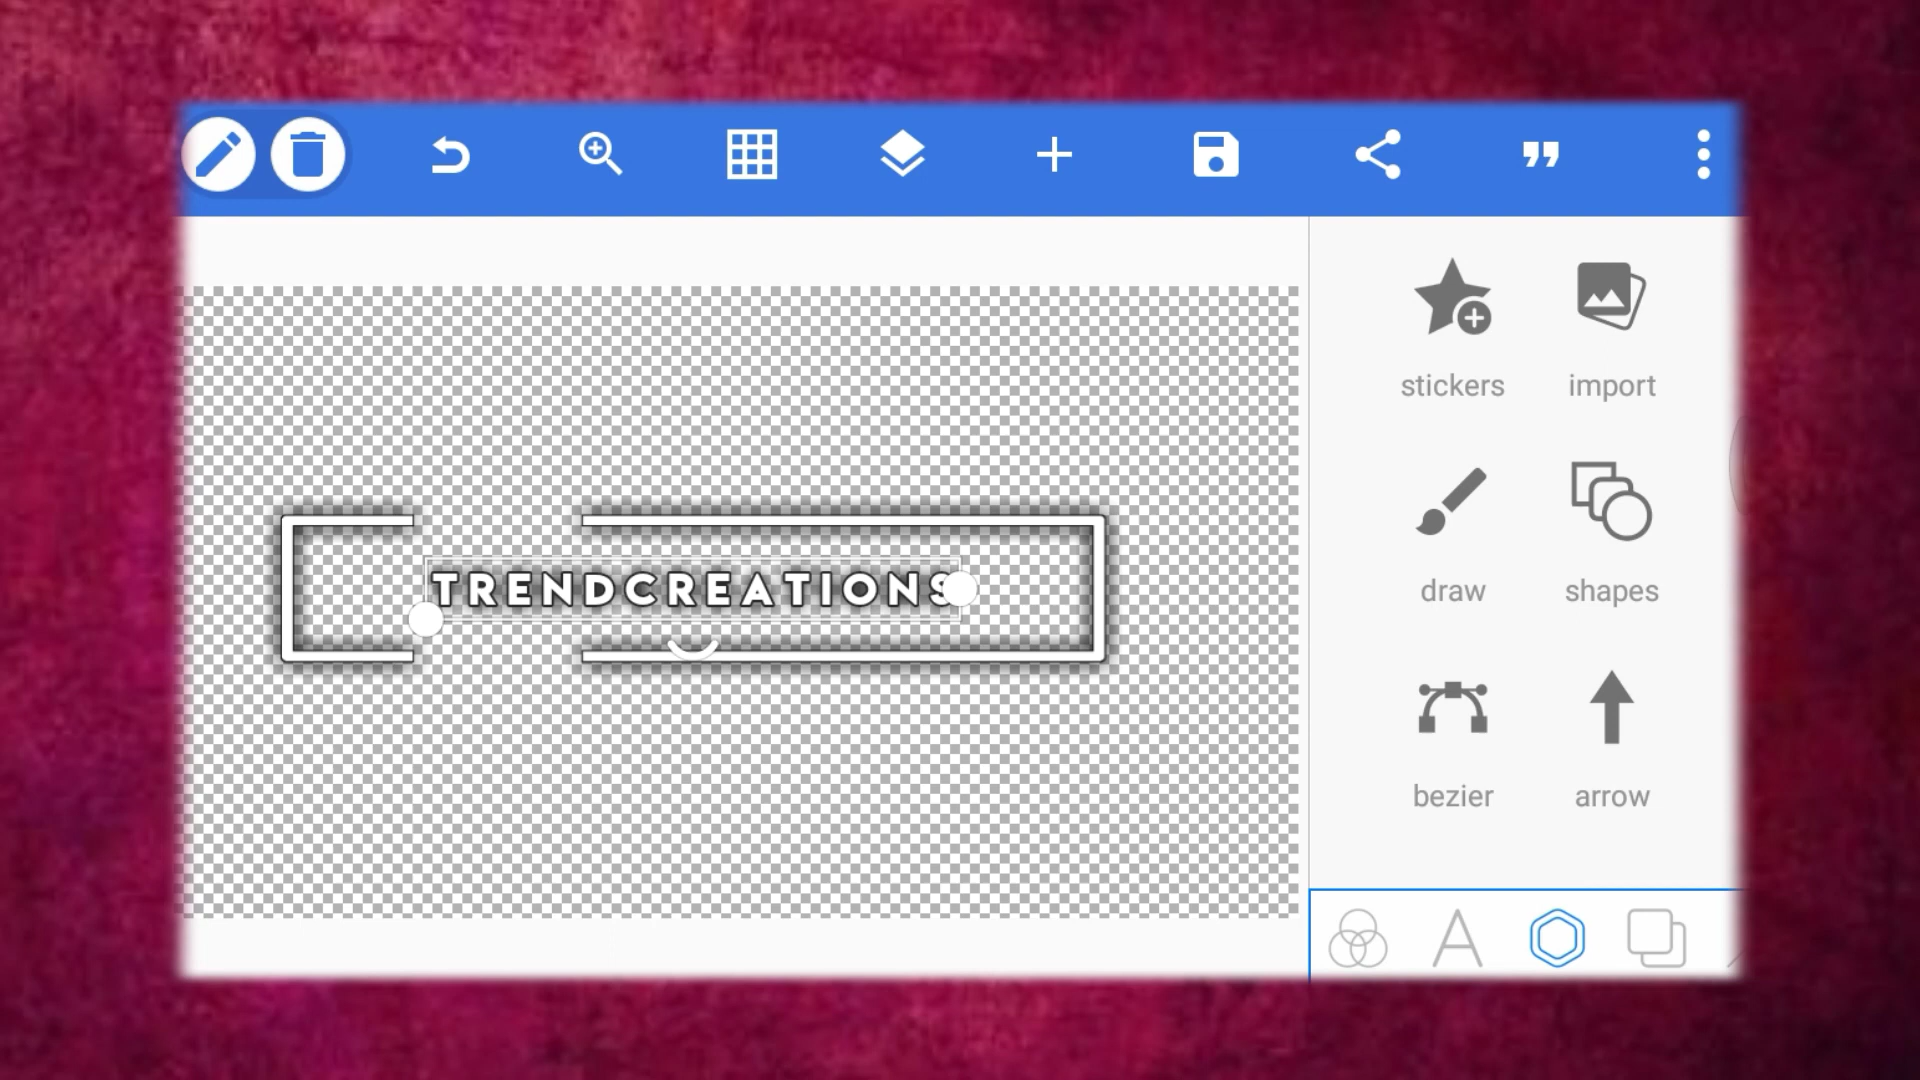 stickers
import
TRENDCREATIONS
draw
shapes
bezier
arrow